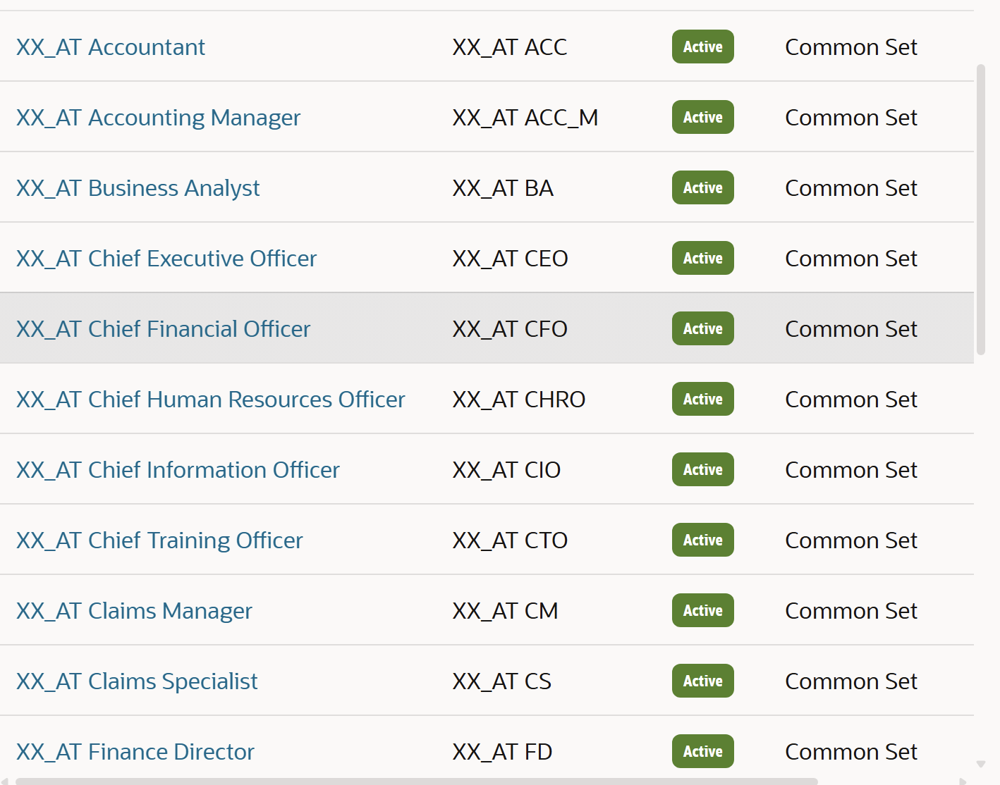 XX_AT Accountant XX_AT ACC Active Common Set
XX_AT Accounting Manager XX_AT ACC_M Active Common Set
XX_AT Business Analyst XX_AT BA Active Common Set
XX_AT Chief Executive Officer XX_AT CEO Active Common Set
XX_AT Chief Financial Officer XX_AT CFO Active Common Set
XX_AT Chief Human Resources Officer XX_AT CHRO Active Common Set
XX_AT Chief Information Officer XX_AT CIO Active Common Set
XX_AT Chief Training Officer XX_AT CTO Active Common Set
XX_AT Claims Manager XX_AT CM Active Common Set
XX_AT Claims Specialist XX_AT CS Active Common Set
XX_AT Finance Director XX_AT FD Active Common Set